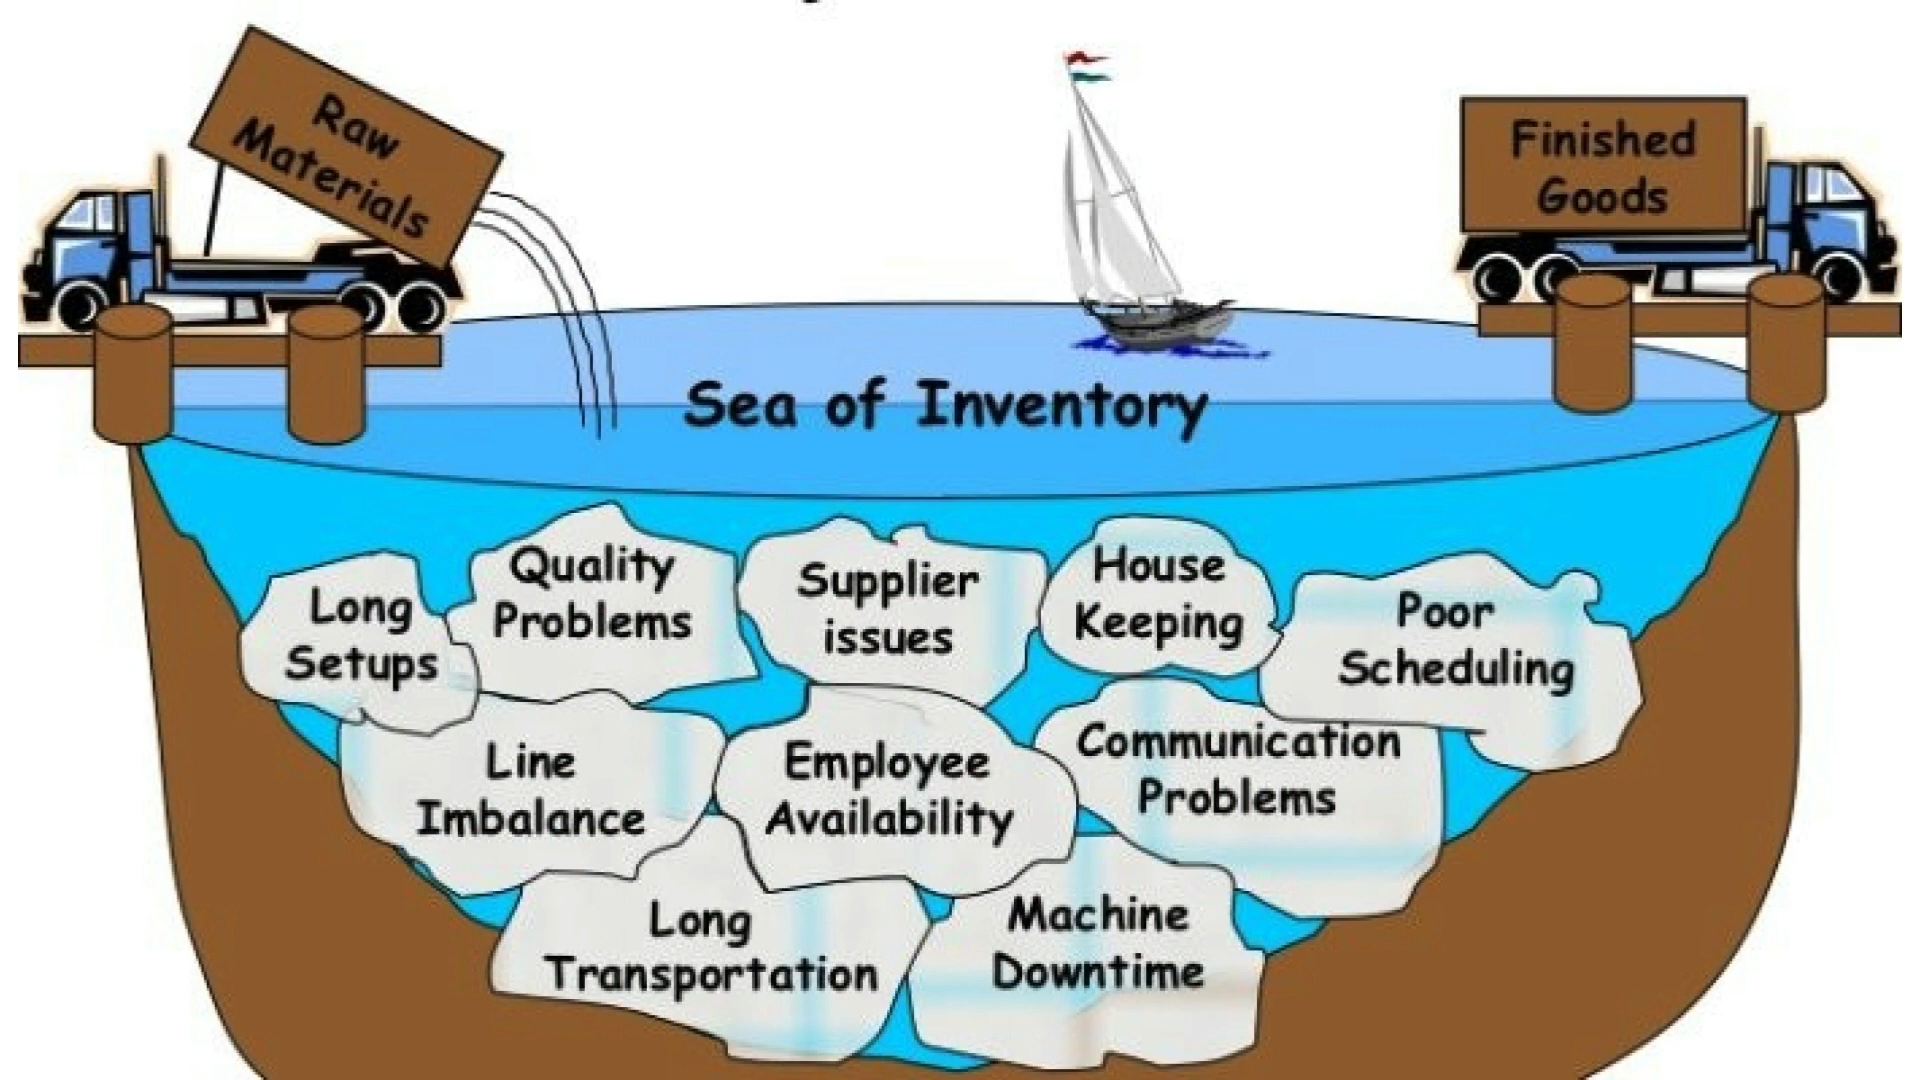 Raw
Materials
Finished
Goods
Sea of Inventory
Long
Setups
Quality
Problems
Supplier
issues
House
Keeping
Poor
Scheduling
Line
Imbalance
Employee
Availability
Communication
Problems
Long
Transportation
Machine
Downtime